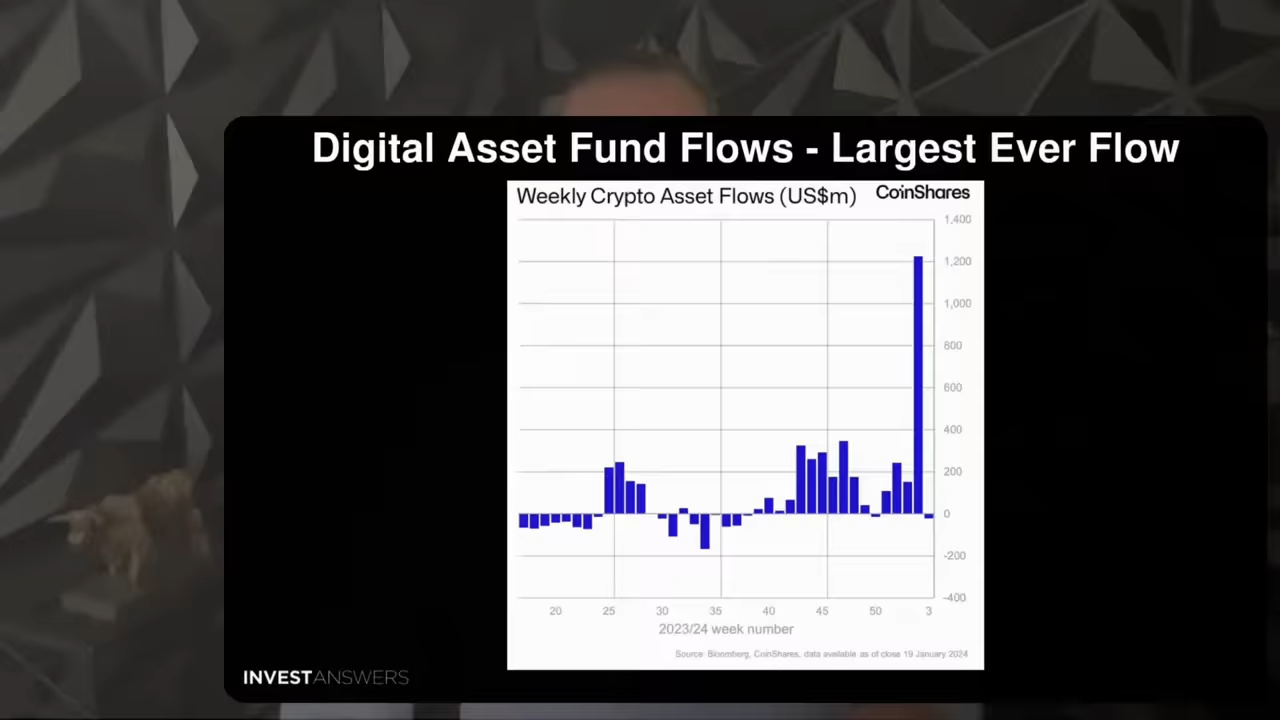 Digital Asset Fund Flows - Largest Ever Flow
Weekly Crypto Asset Flows (US$m)
CoinShares
1,400
1,200
1,000
800
600
400
200
0
-200
-400
20 25 30 35 40 45 50 3
2023/24 week number
Source: Bloomberg, CoinShares, data available as of close 19 January 2024
INVESTANSWERS